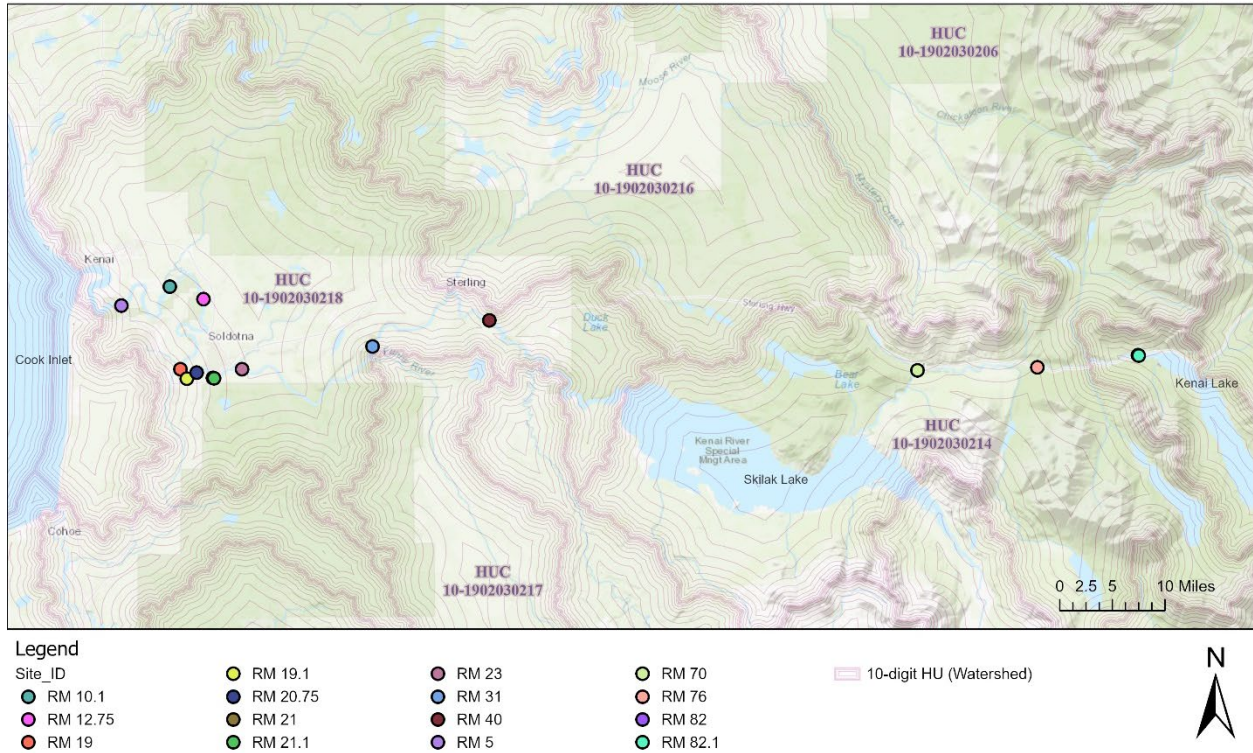 HUC
10-1902030206
Moose River
Chickaloon River
HUC
10-1902030216
Mystery Creek
Kenai
HUC
10-1902030218
Sterling
Sterling Hwy
Duck
Lake
Soldotna
Cook Inlet
River
Bear
Lake
Kenai Lake
HUC
10-1902030214
Kenai River
Special
Mngt Area
Skilak Lake
Cohoe
HUC
10-1902030217
0 2.5 5 10 Miles
Legend
Site_ID
RM 10.1
RM 12.75
RM 19
RM 19.1
RM 20.75
RM 21
RM 21.1
RM 23
RM 31
RM 40
RM 5
RM 70
RM 76
RM 82
RM 82.1
10-digit HU (Watershed)
N